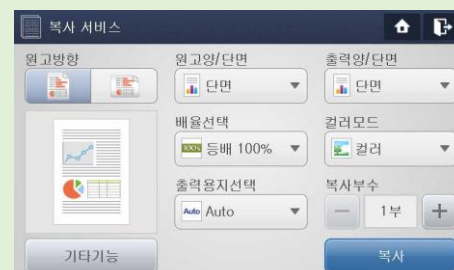 복사 서비스
원고방향
원고양/단면
출력양/단면
단면
단면
배율선택
컬러모드
100%
등배 100%
컬러
출력용지선택
복사부수
Auto
Auto
1부
기타기능
복사